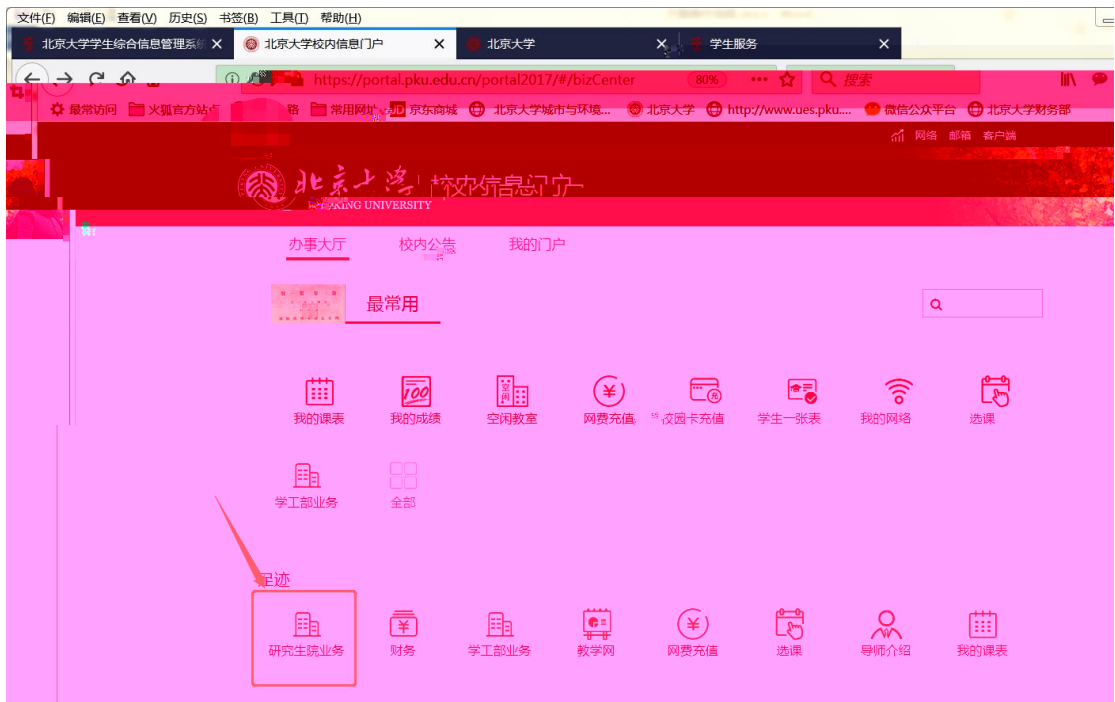 文件(F) 编辑(E) 查看(V) 历史(S) 书签(B) 工具(T) 帮助(H)
北京大学学生综合信息管理系统 北京大学校内信息门户 北京大学 学生服务
https://portal.pku.edu.cn/portal2017/#/bizCenter 80% 搜索
最常访问 火狐官方站点 常用网址 JD 京东商城 北京大学城市与环境... 北京大学 http://www.ues.pku.... 微信公众平台 北京大学财务部
网络 邮箱 客户端
北京大学 校内信息门户
PEKING UNIVERSITY
办事大厅 校内公告 我的门户
最常用
我的课表 我的成绩 空闲教室 网费充值 校园卡充值 学生一张表 我的网络 选课
学工部业务 全部
足迹
研究生院业务 财务 学工部业务 教学网 网费充值 选课 导师介绍 我的课表